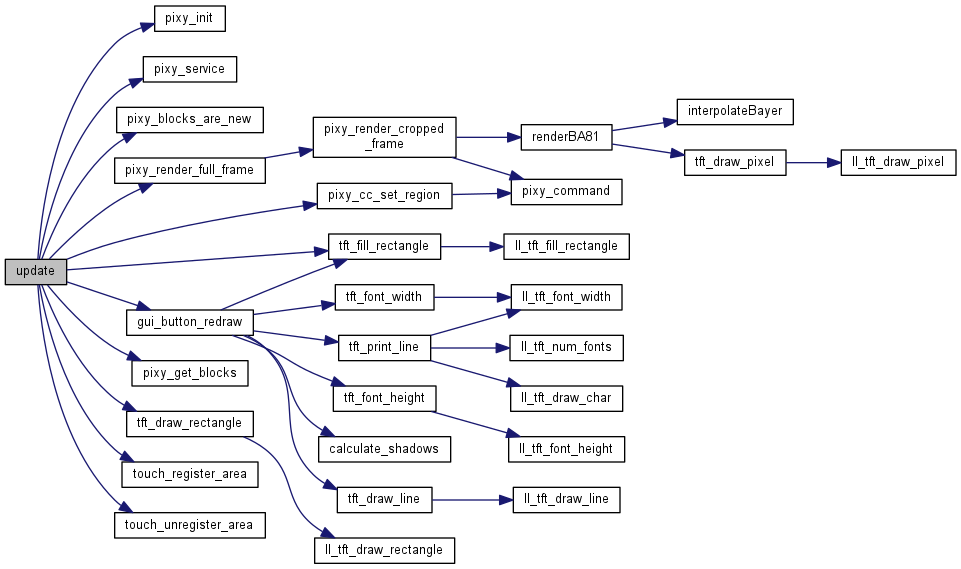 pixy_init
pixy_service
pixy_blocks_are_new
pixy_render_full_frame
pixy_render_cropped
_frame
renderBA81
interpolateBayer
tft_draw_pixel
ll_tft_draw_pixel
pixy_cc_set_region
pixy_command
update
tft_fill_rectangle
ll_tft_fill_rectangle
gui_button_redraw
tft_font_width
ll_tft_font_width
tft_print_line
ll_tft_num_fonts
pixy_get_blocks
tft_font_height
ll_tft_draw_char
tft_draw_rectangle
calculate_shadows
ll_tft_font_height
touch_register_area
tft_draw_line
ll_tft_draw_line
touch_unregister_area
ll_tft_draw_rectangle